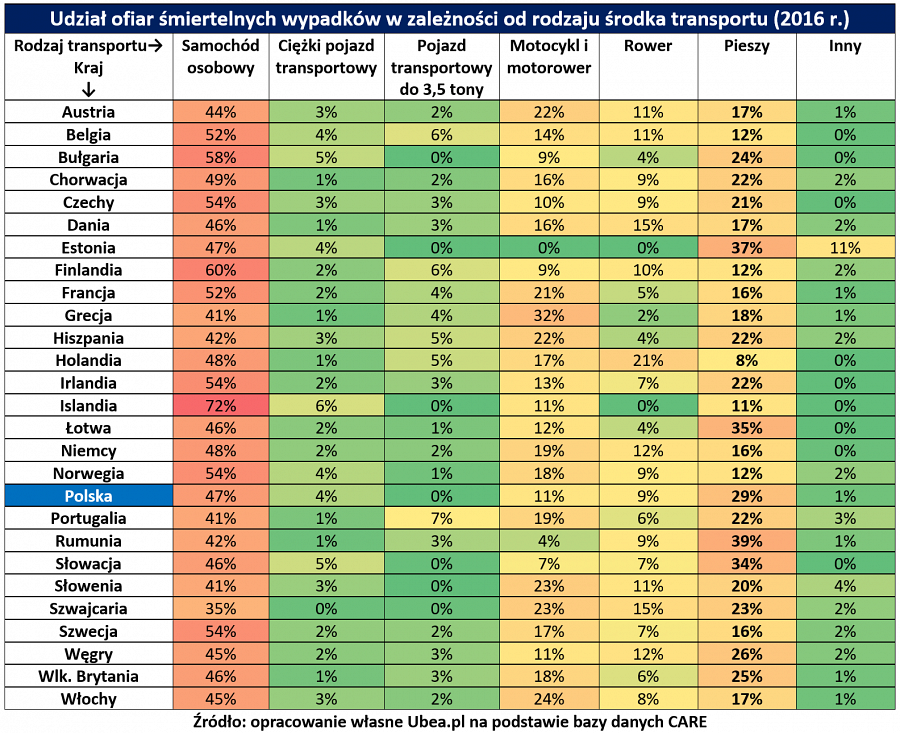 Udział ofiar śmiertelnych wypadków w zależności od rodzaju środka transportu (2016 r.)
Rodzaj transportu→ Samochód Ciężki pojazd Pojazd Motocykl i Rower Pieszy Inny
Kraj osobowy transportowy transportowy motorower
↓ do 3,5 tony
Austria 44% 3% 2% 22% 11% 17% 1%
Belgia 52% 4% 6% 14% 11% 12% 0%
Bułgaria 58% 5% 0% 9% 4% 24% 0%
Chorwacja 49% 1% 2% 16% 9% 22% 2%
Czechy 54% 3% 3% 10% 9% 21% 0%
Dania 46% 1% 3% 16% 15% 17% 2%
Estonia 47% 4% 0% 0% 0% 37% 11%
Finlandia 60% 2% 6% 9% 10% 12% 2%
Francja 52% 2% 4% 21% 5% 16% 1%
Grecja 41% 1% 4% 32% 2% 18% 1%
Hiszpania 42% 3% 5% 22% 4% 22% 2%
Holandia 48% 1% 5% 17% 21% 8% 0%
Irlandia 54% 2% 3% 13% 7% 22% 0%
Islandia 72% 6% 0% 11% 0% 11% 0%
Łotwa 46% 2% 1% 12% 4% 35% 0%
Niemcy 48% 2% 2% 19% 12% 16% 0%
Norwegia 54% 4% 1% 18% 9% 12% 2%
Polska 47% 4% 0% 11% 9% 29% 1%
Portugalia 41% 1% 7% 19% 6% 22% 3%
Rumunia 42% 1% 3% 4% 9% 39% 1%
Słowacja 46% 5% 0% 7% 7% 34% 0%
Słowenia 41% 3% 0% 23% 11% 20% 4%
Szwajcaria 35% 0% 0% 23% 15% 23% 2%
Szwecja 54% 2% 2% 17% 7% 16% 2%
Węgry 45% 2% 3% 11% 12% 26% 2%
Wlk. Brytania 46% 1% 3% 18% 6% 25% 1%
Włochy 45% 3% 2% 24% 8% 17% 1%
Źródło: opracowanie własne Ubea.pl na podstawie bazy danych CARE